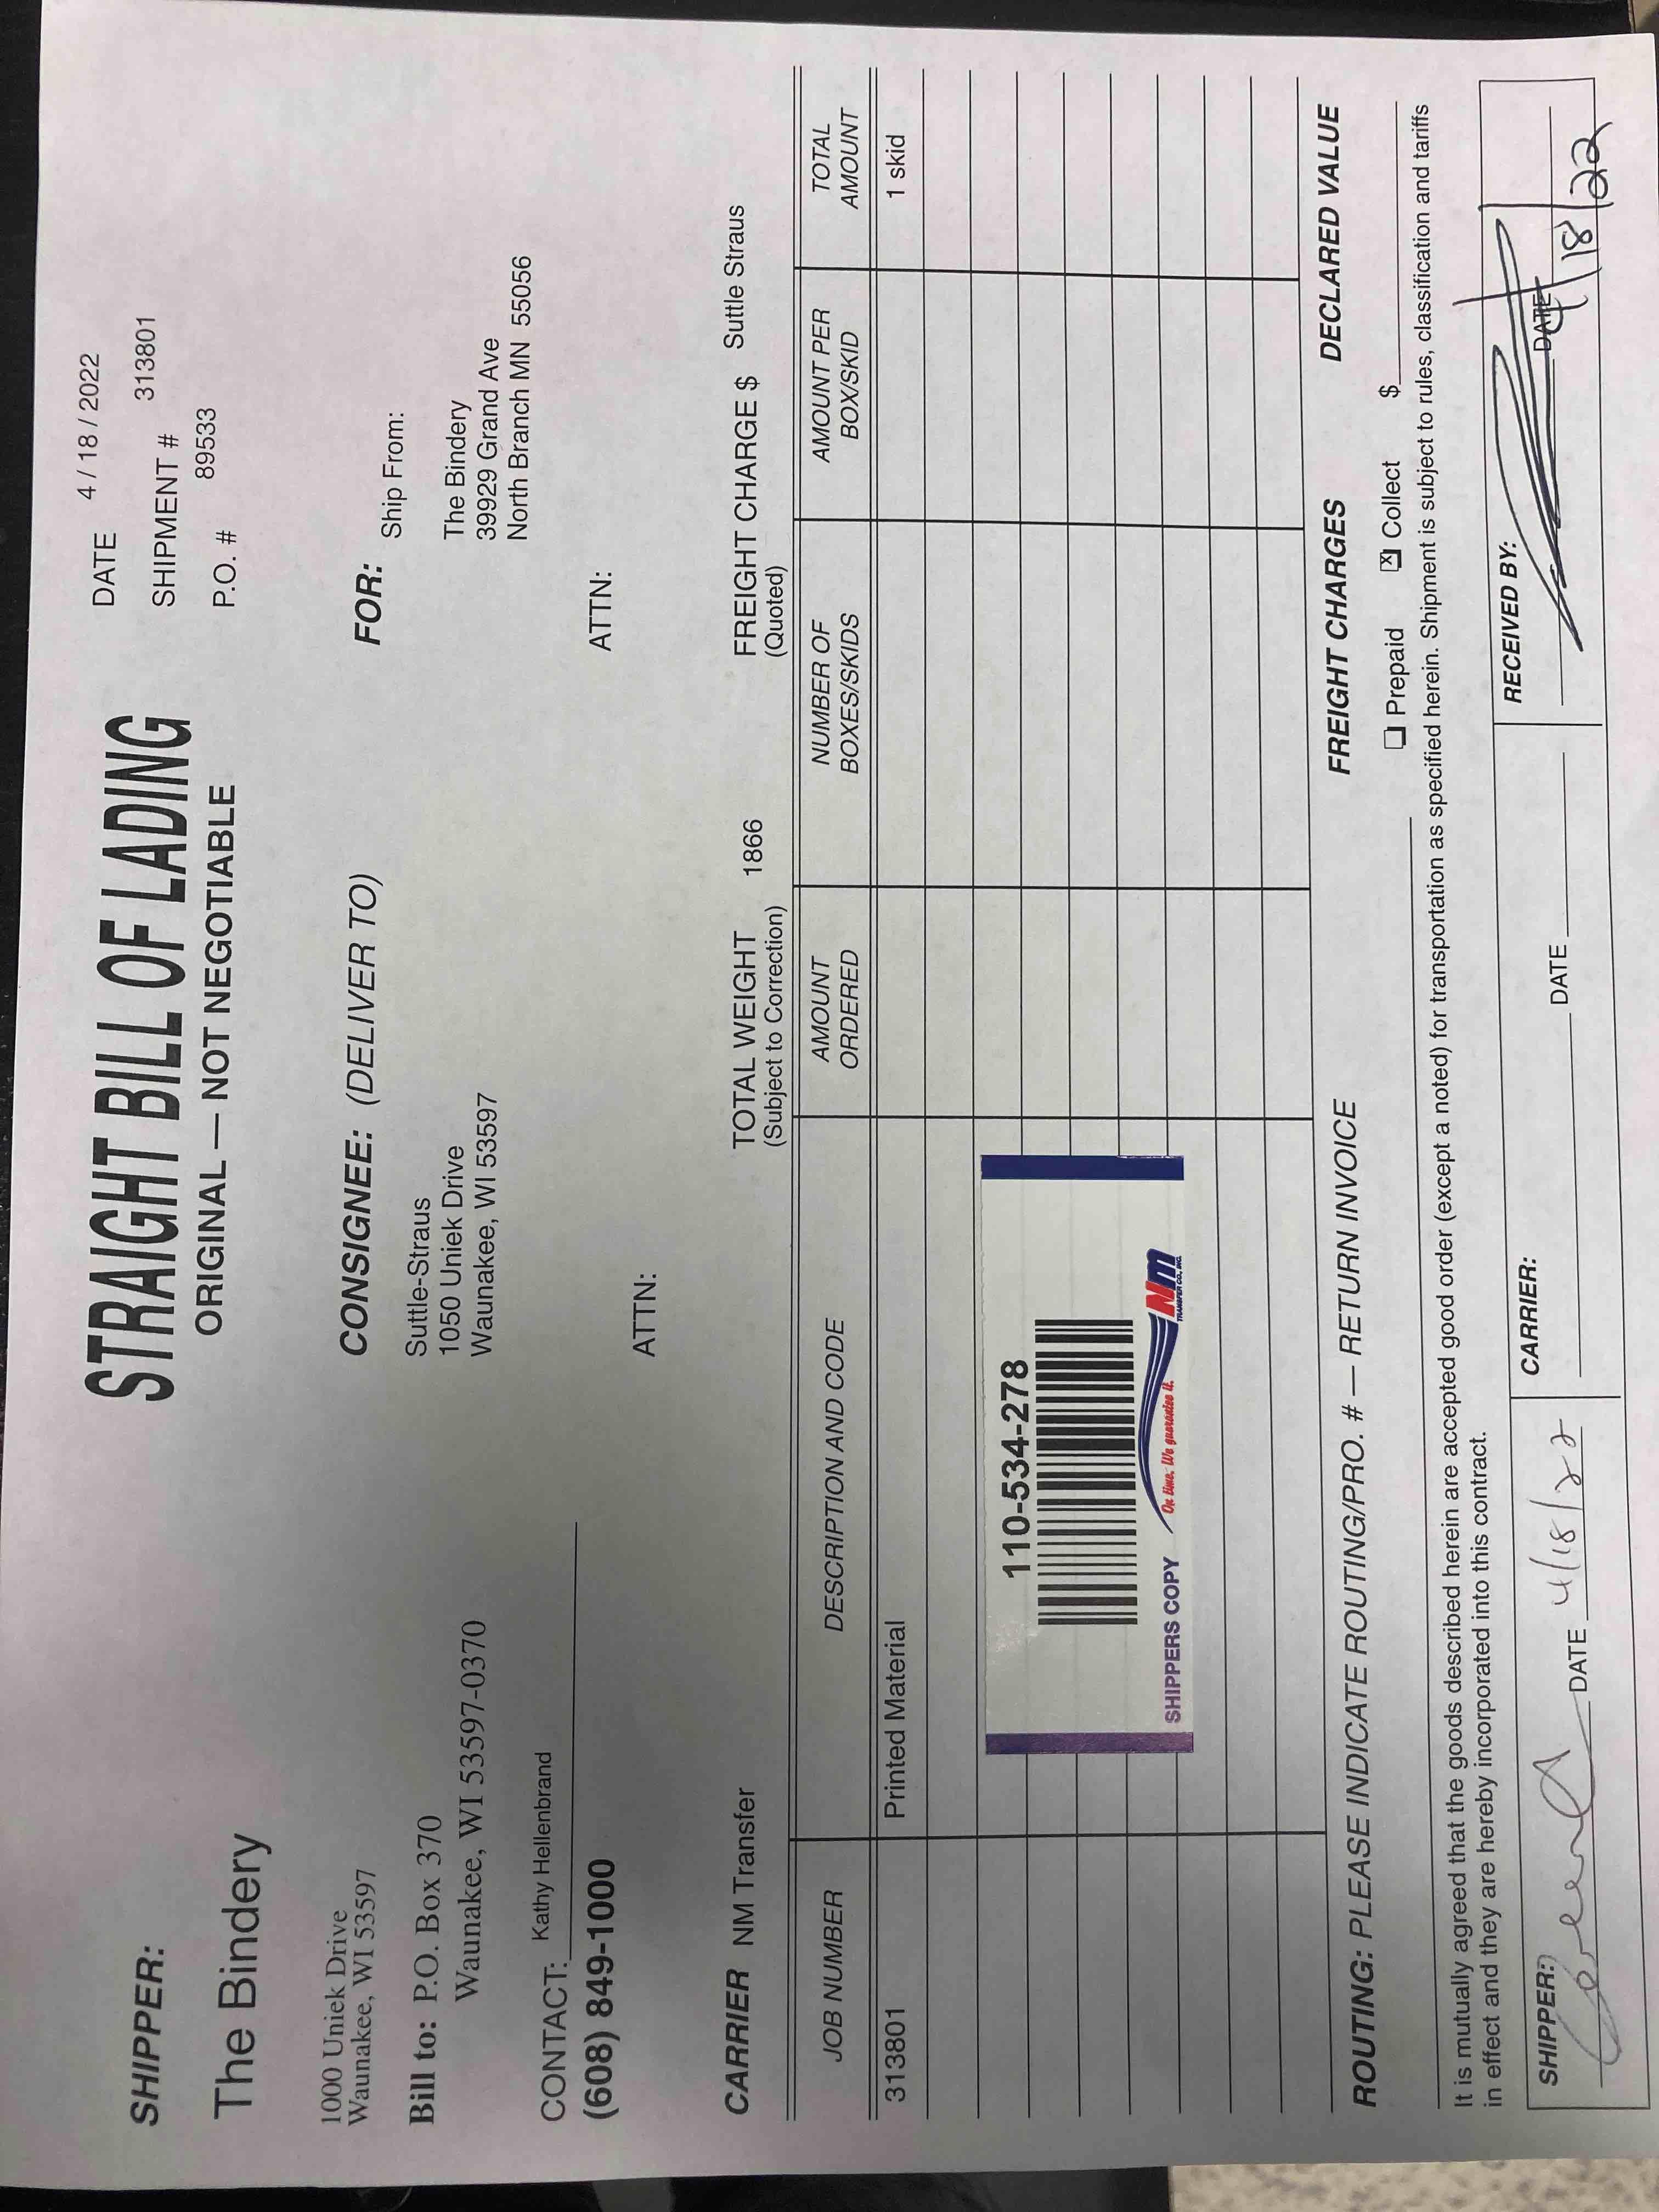 STRAIGHT BILL OF LADING
ORIGINAL — NOT NEGOTIABLE
DATE 4 / 18 / 2022
SHIPMENT # 313801
P.O. # 89533
SHIPPER:
The Bindery
1000 Uniek Drive
Waunakee, WI 53597
Bill to: P.O. Box 370
Waunakee, WI 53597-0370
CONTACT: Kathy Hellenbrand
(608) 849-1000
CONSIGNEE: (DELIVER TO)
Suttle-Straus
1050 Uniek Drive
Waunakee, WI 53597
ATTN:
FOR:
Ship From:
The Bindery
39929 Grand Ave
North Branch MN 55056
ATTN:
CARRIER NM Transfer
TOTAL WEIGHT 1866
(Subject to Correction)
FREIGHT CHARGE $ Suttle Straus
(Quoted)
JOB NUMBER
DESCRIPTION AND CODE
AMOUNT
ORDERED
NUMBER OF
BOXES/SKIDS
AMOUNT PER
BOX/SKID
TOTAL
AMOUNT
313801 Printed Material 1 skid
110-534-278
SHIPPERS COPY On time. We guarantee it. Nm
TRANSFER CO., INC.
ROUTING: PLEASE INDICATE ROUTING/PRO. # — RETURN INVOICE
FREIGHT CHARGES
DECLARED VALUE
Prepaid x Collect $
It is mutually agreed that the goods described herein are accepted good order (except a noted) for transportation as specified herein. Shipment is subject to rules, classification and tariffs
in effect and they are hereby incorporated into this contract.
SHIPPER:
DATE 4/18/22
CARRIER:
DATE
RECEIVED BY:
DATE
4/18/22